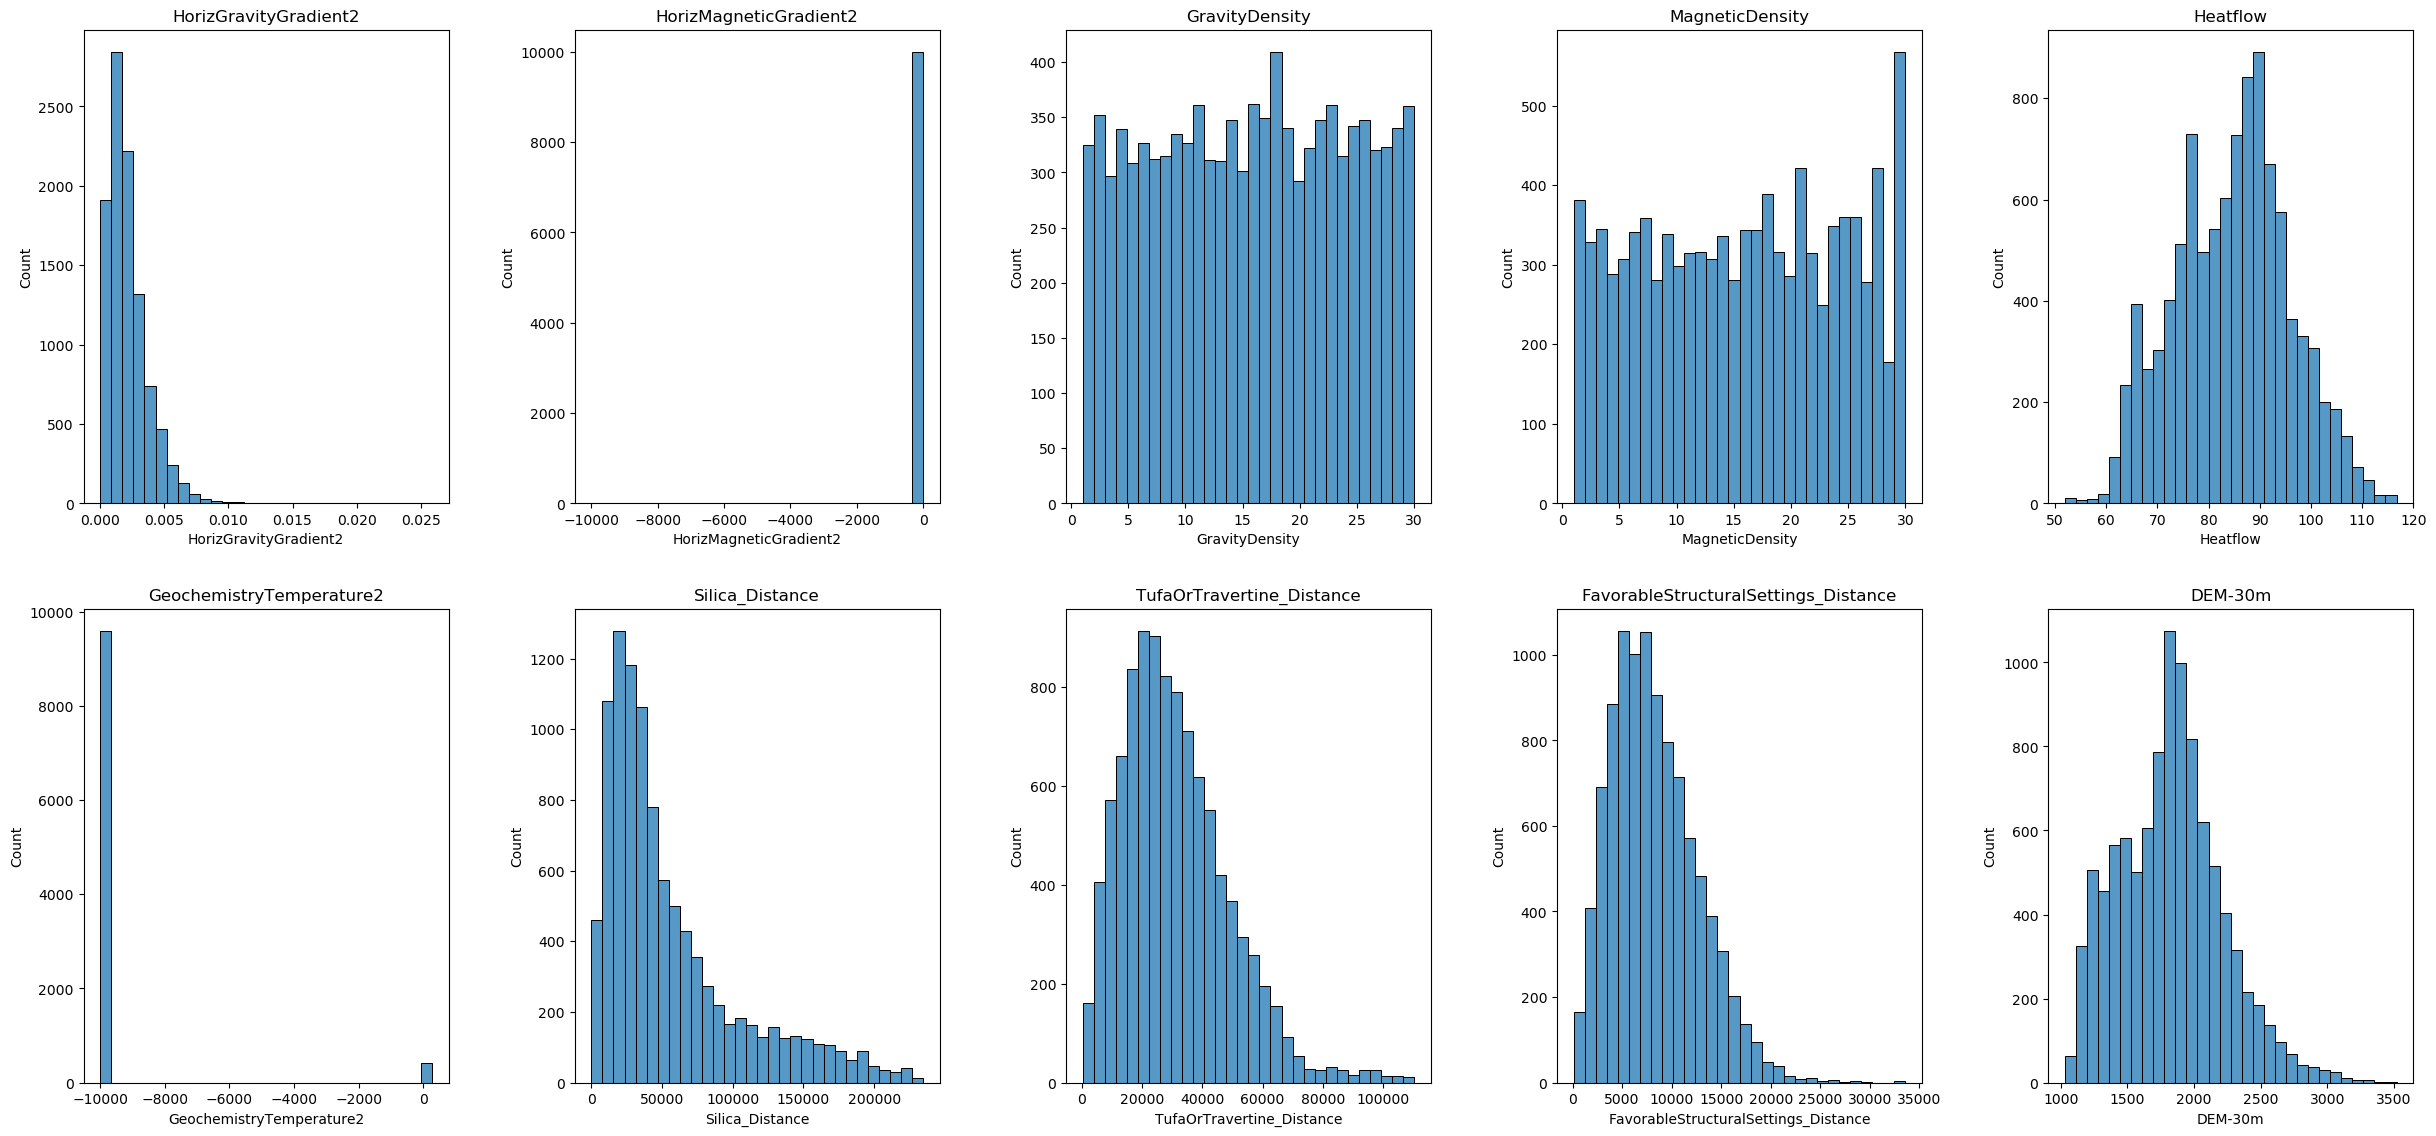 HorizGravityGradient2
2500
2000
1500
1000
500
0
Count
0.000 0.005 0.010 0.015 0.020 0.025
HorizGravityGradient2
HorizMagneticGradient2
10000
8000
6000
4000
2000
0
Count
−10000 −8000 −6000 −4000 −2000 0
HorizMagneticGradient2
GravityDensity
400
350
300
250
200
150
100
50
0
Count
0 5 10 15 20 25 30
GravityDensity
MagneticDensity
500
400
300
200
100
0
Count
0 5 10 15 20 25 30
MagneticDensity
Heatflow
800
600
400
200
0
Count
50 60 70 80 90 100 110 120
Heatflow
GeochemistryTemperature2
10000
8000
6000
4000
2000
0
Count
−10000 −8000 −6000 −4000 −2000 0
GeochemistryTemperature2
Silica_Distance
1200
1000
800
600
400
200
0
Count
0 50000 100000 150000 200000
Silica_Distance
TufaOrTravertine_Distance
800
600
400
200
0
Count
0 20000 40000 60000 80000 100000
TufaOrTravertine_Distance
FavorableStructuralSettings_Distance
1000
800
600
400
200
0
Count
0 5000 10000 15000 20000 25000 30000 35000
FavorableStructuralSettings_Distance
DEM-30m
1000
800
600
400
200
0
Count
1000 1500 2000 2500 3000 3500
DEM-30m